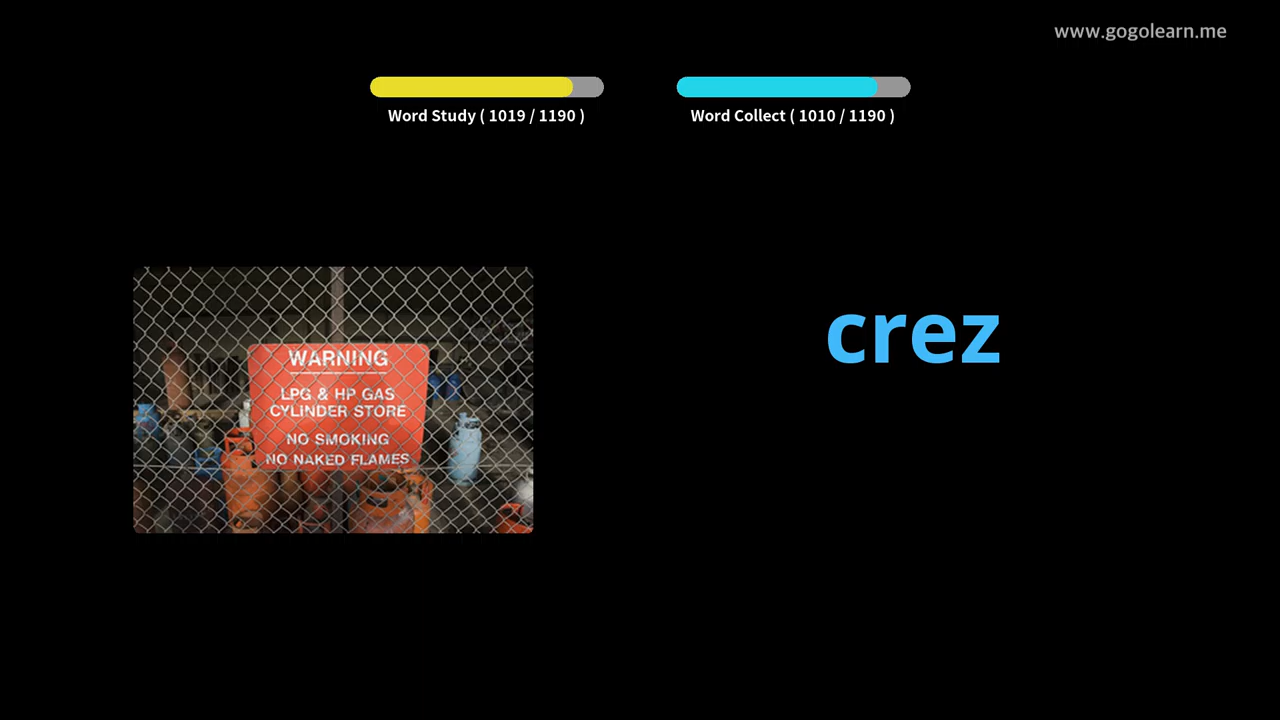 www.gogolearn.me
Word Study ( 1019 / 1190 )
Word Collect ( 1010 / 1190 )
WARNING
LPG & HP GAS
CYLINDER STORE
NO SMOKING
NO NAKED FLAMES
crez